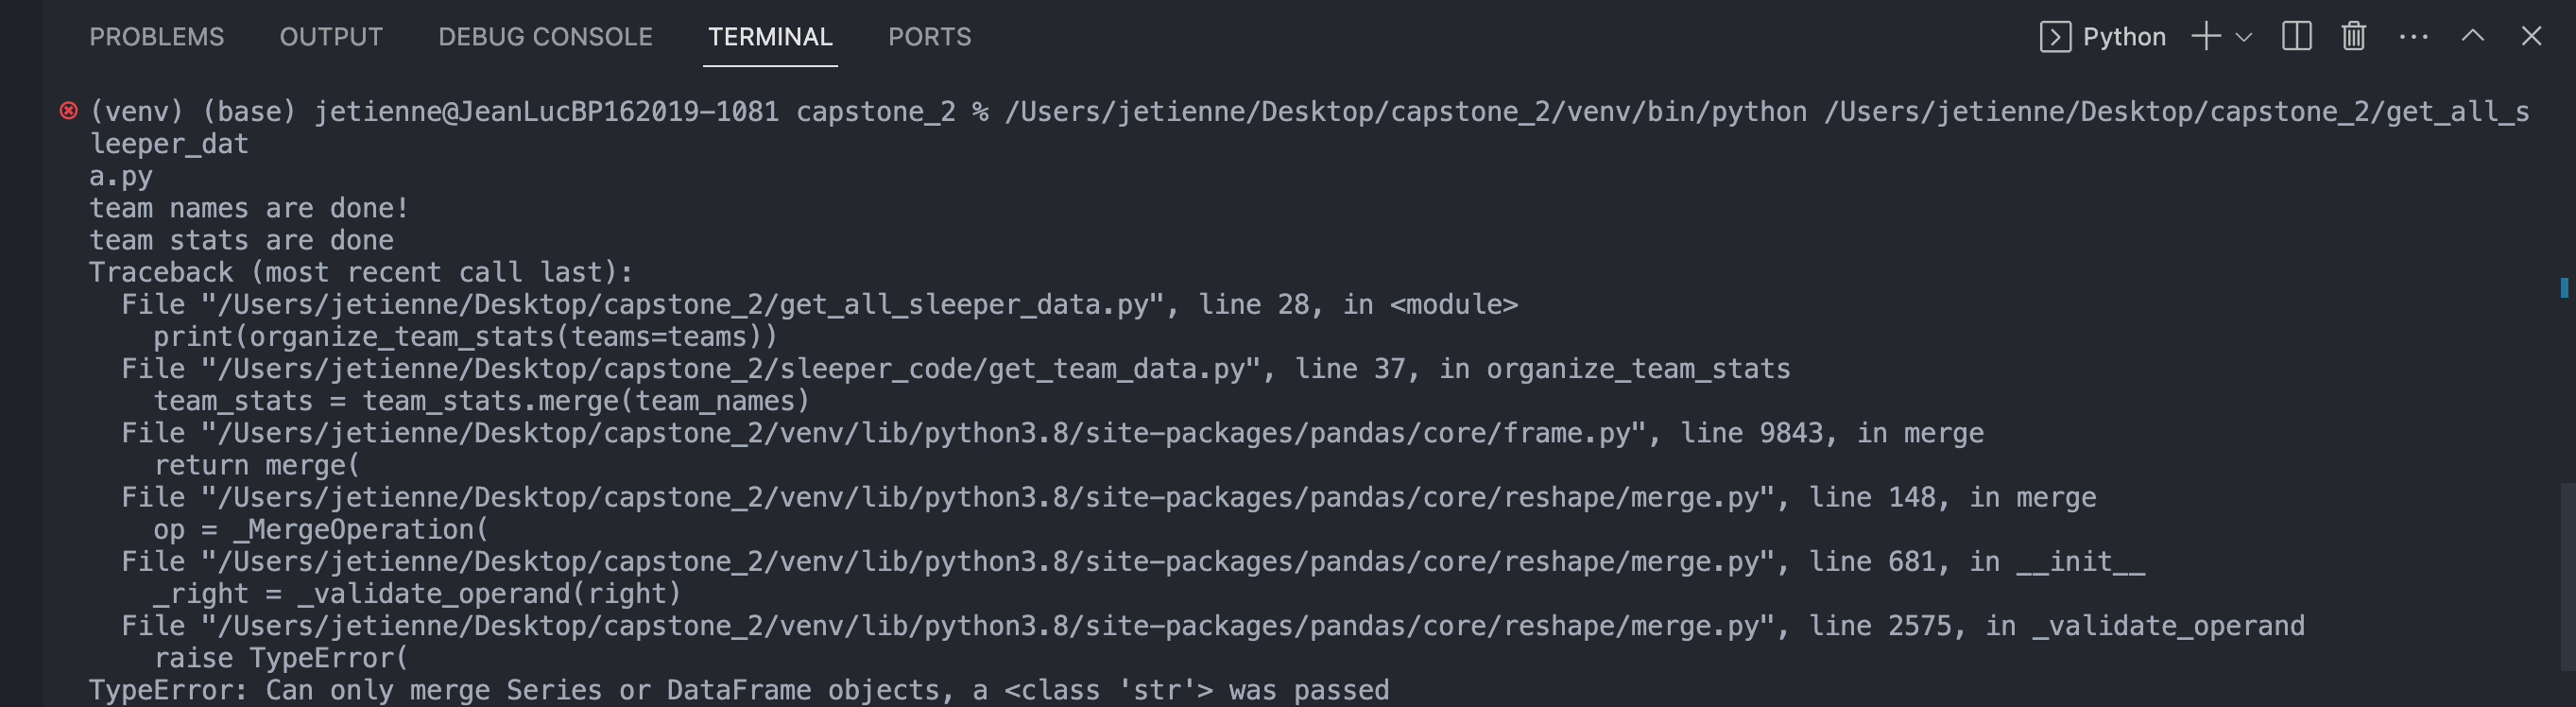 PROBLEMS OUTPUT DEBUG CONSOLE TERMINAL PORTS Python
(venv) (base) jetienne@JeanLucBP162019-1081 capstone_2 % /Users/jetienne/Desktop/capstone_2/venv/bin/python /Users/jetienne/Desktop/capstone_2/get_all_s
leeper_dat
a.py
team names are done!
team stats are done
Traceback (most recent call last):
  File "/Users/jetienne/Desktop/capstone_2/get_all_sleeper_data.py", line 28, in <module>
    print(organize_team_stats(teams=teams))
  File "/Users/jetienne/Desktop/capstone_2/sleeper_code/get_team_data.py", line 37, in organize_team_stats
    team_stats = team_stats.merge(team_names)
  File "/Users/jetienne/Desktop/capstone_2/venv/lib/python3.8/site-packages/pandas/core/frame.py", line 9843, in merge
    return merge(
  File "/Users/jetienne/Desktop/capstone_2/venv/lib/python3.8/site-packages/pandas/core/reshape/merge.py", line 148, in merge
    op = _MergeOperation(
  File "/Users/jetienne/Desktop/capstone_2/venv/lib/python3.8/site-packages/pandas/core/reshape/merge.py", line 681, in __init__
    _right = _validate_operand(right)
  File "/Users/jetienne/Desktop/capstone_2/venv/lib/python3.8/site-packages/pandas/core/reshape/merge.py", line 2575, in _validate_operand
    raise TypeError(
TypeError: Can only merge Series or DataFrame objects, a <class 'str'> was passed